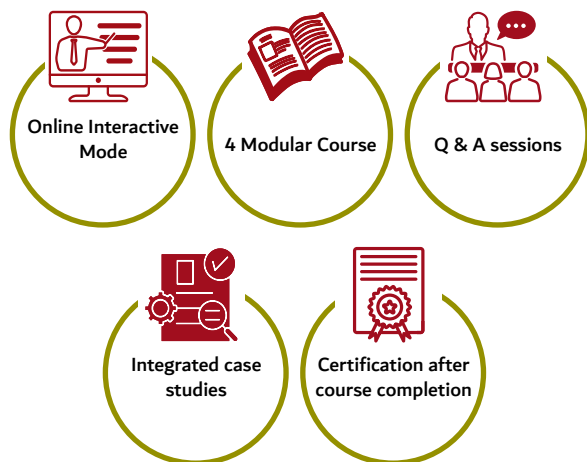 Online Interactive
Mode
4 Modular Course
Q & A sessions
Integrated case
studies
Certification after
course completion